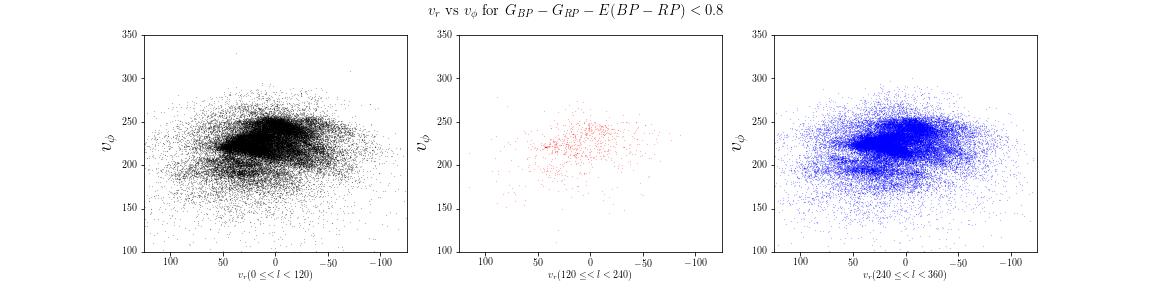 v_r vs v_ϕ for G_BP − G_RP − E(BP − RP) < 0.8
350
300
250
200
150
100
v_ϕ
100 50 0 −50 −100
v_r(0 ≤< l < 120)
350
300
250
200
150
100
v_ϕ
100 50 0 −50 −100
v_r(120 ≤< l < 240)
350
300
250
200
150
100
v_ϕ
100 50 0 −50 −100
v_r(240 ≤< l < 360)